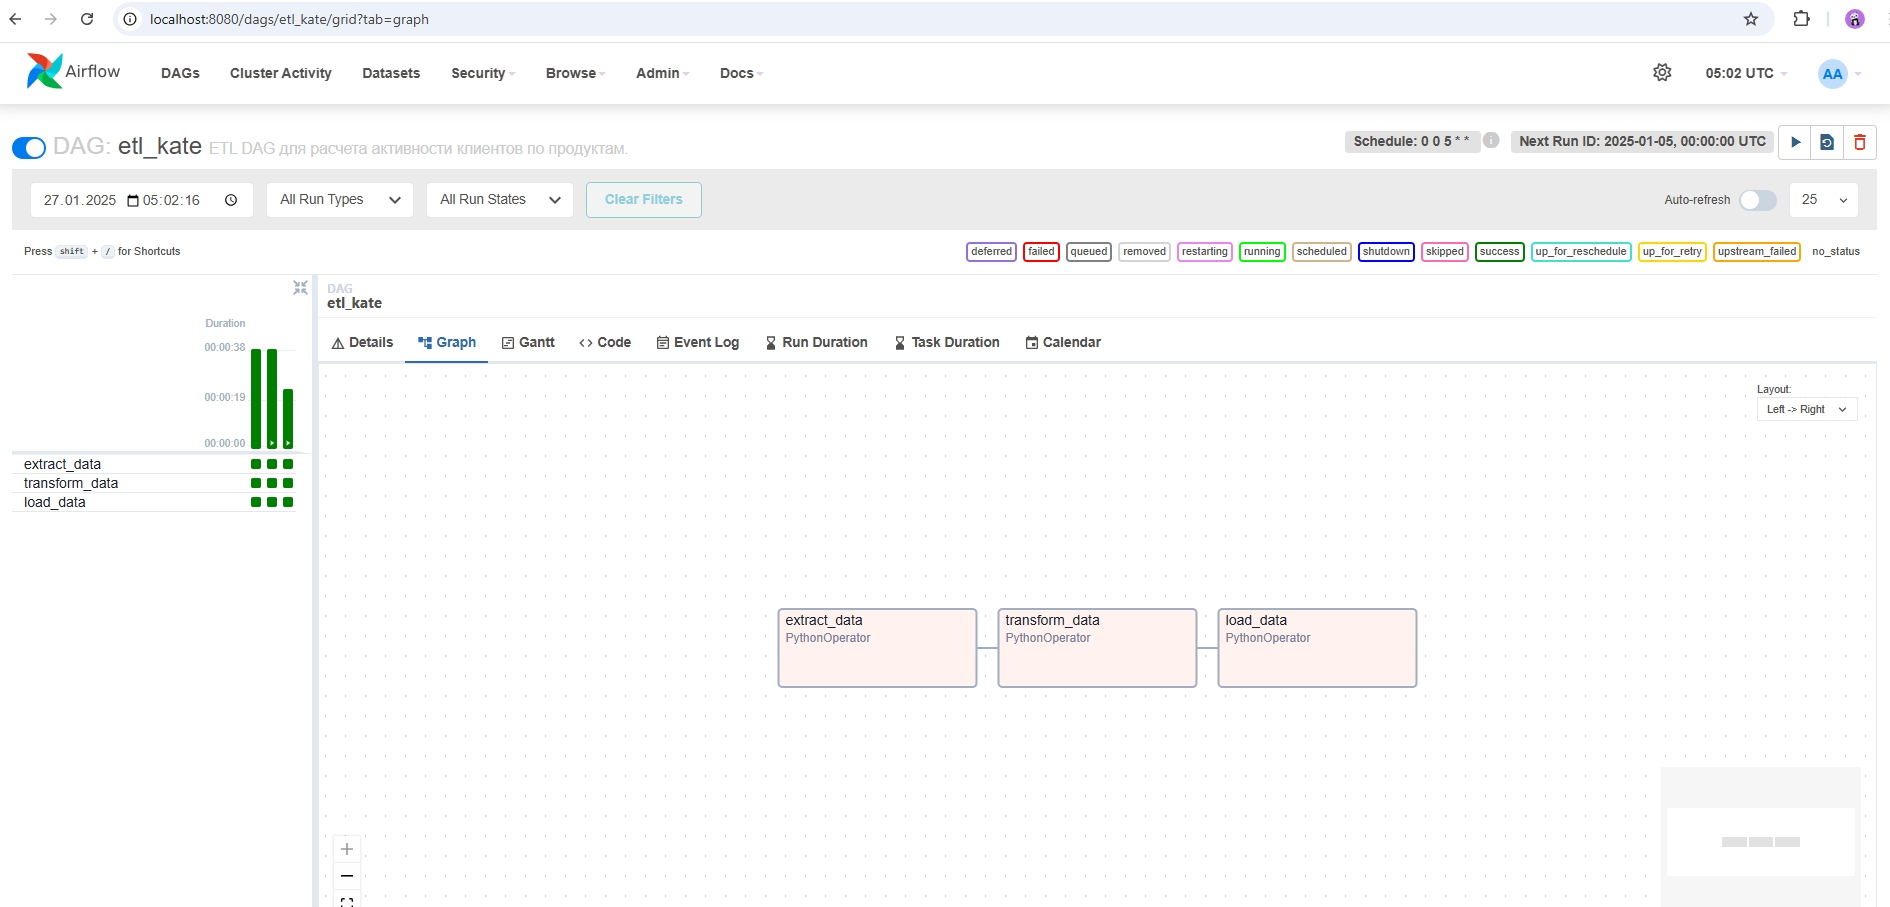 localhost:8080/dags/etl_kate/grid?tab=graph
Airflow DAGs Cluster Activity Datasets Security Browse Admin Docs 05:02 UTC AA
DAG: etl_kate ETL DAG для расчета активности клиентов по продуктам. Schedule: 0 0 5 * * Next Run ID: 2025-01-05, 00:00:00 UTC
27.01.2025 05:02:16 All Run Types All Run States Clear Filters Auto-refresh 25
Press shift + / for Shortcuts deferred failed queued removed restarting running scheduled shutdown skipped success up_for_reschedule up_for_retry upstream_failed no_status
DAG
etl_kate
Duration
00:00:38
00:00:19
00:00:00
extract_data
transform_data
load_data
Details Graph Gantt Code Event Log Run Duration Task Duration Calendar
Layout:
Left -> Right
extract_data
PythonOperator
transform_data
PythonOperator
load_data
PythonOperator